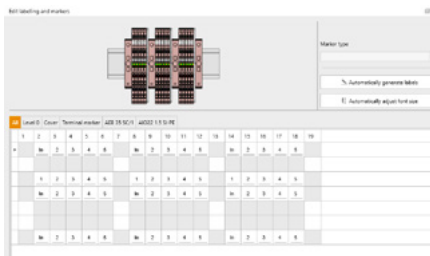 Edit labelling and markers
Marker type
Automatically generate labels
Automatically adjust font size
All Level 0 Cover Terminal marker AEB 35 SC/1
1 2 3 4 5 6 7 8 9 10 11 12 13 14 15 16 17 18 19
In 2 3 4 5 In 2 3 4 5 In 2 3 4 5
1 2 3 4 5 1 2 3 4 5 1 2 3 4 5
In 2 3 4 5 In 2 3 4 5 In 2 3 4 5
In 2 3 4 5 In 2 3 4 5 In 2 3 4 5